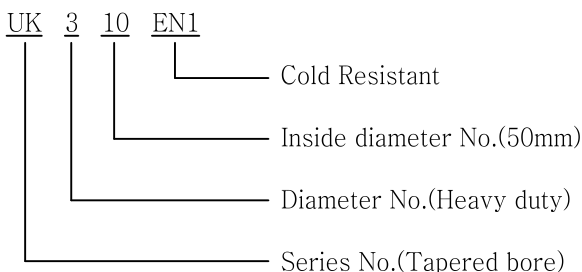 UK 3 10 EN1
Cold Resistant
Inside diameter No.(50mm)
Diameter No.(Heavy duty)
Series No.(Tapered bore)